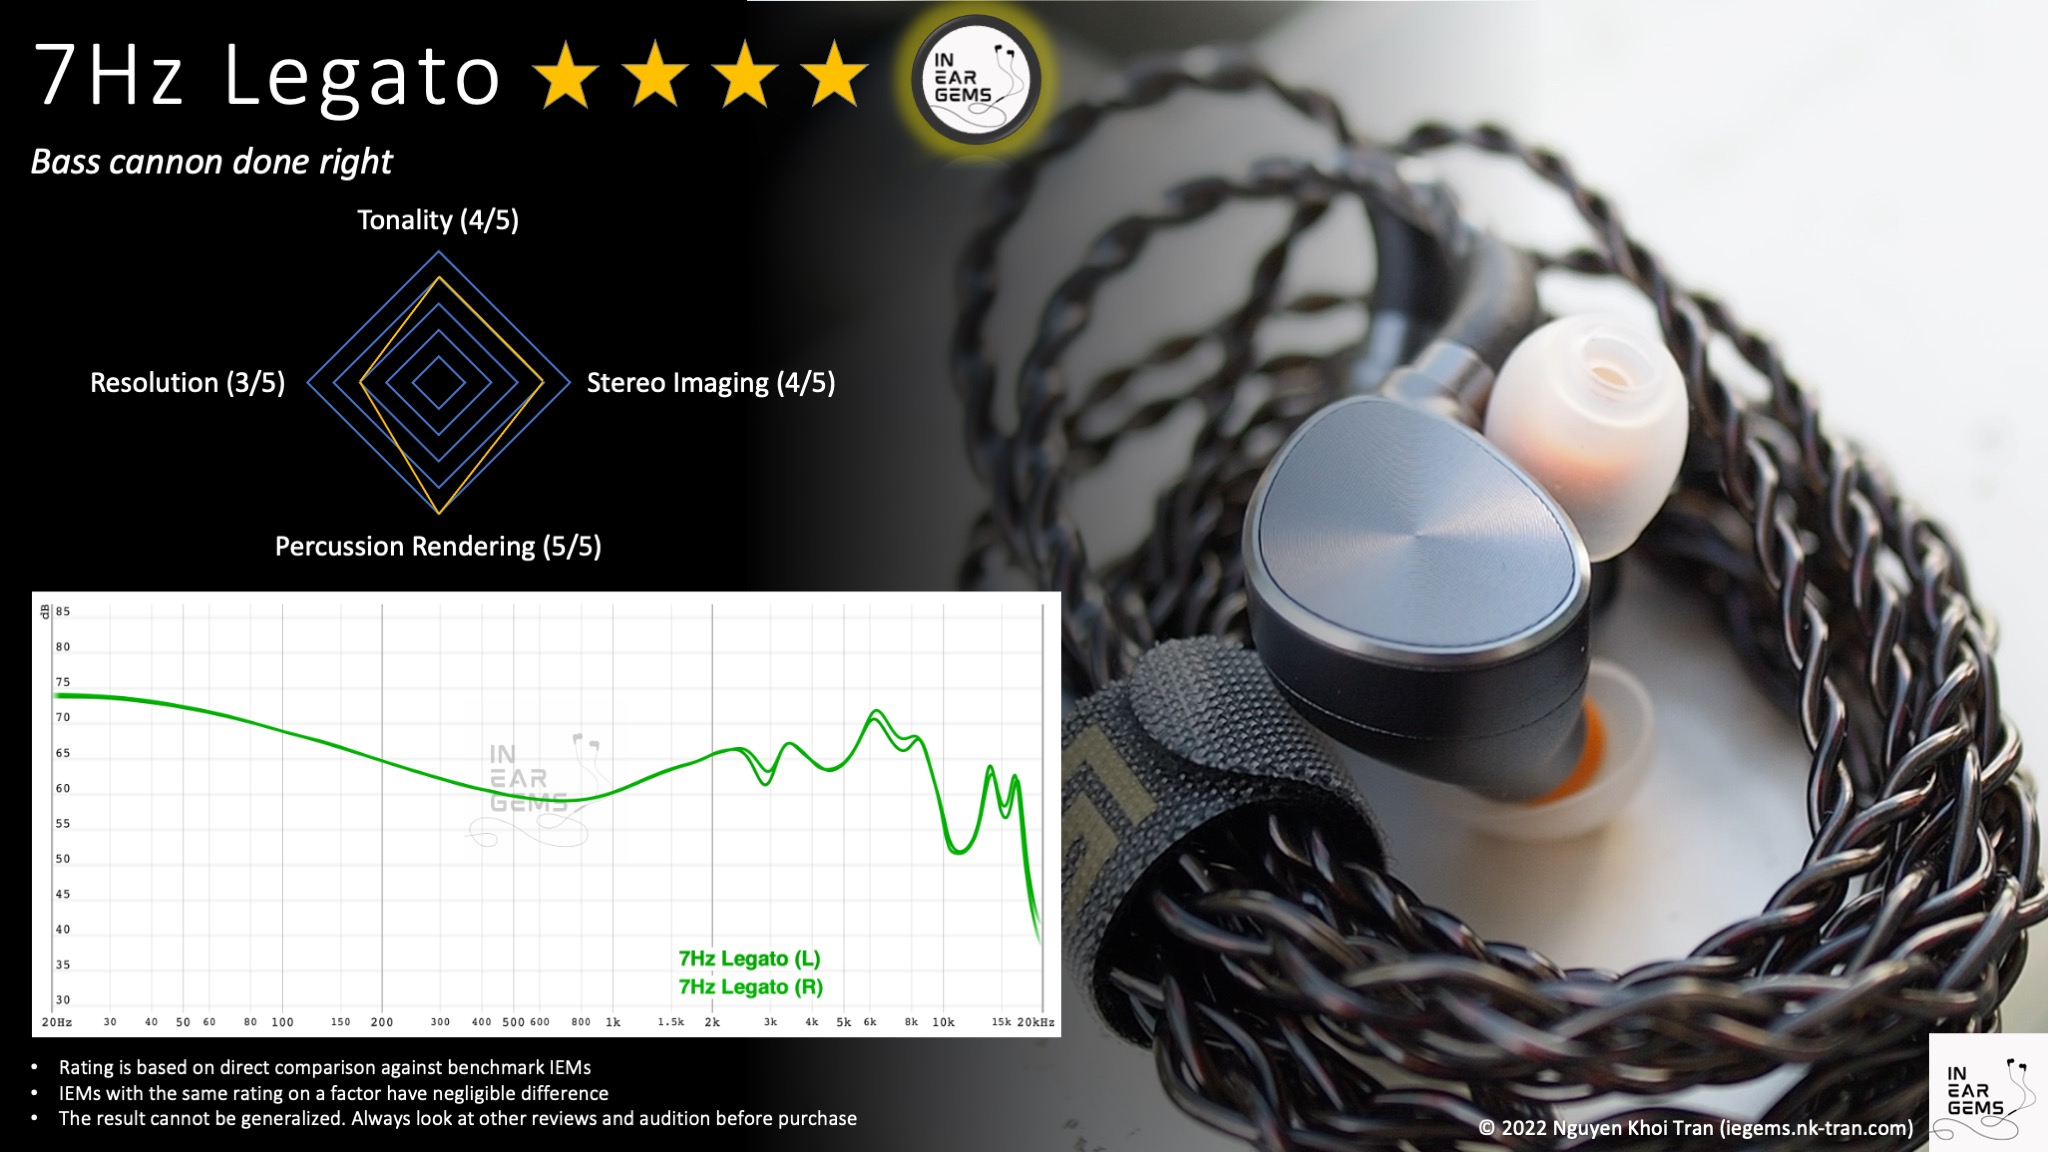 7Hz Legato
IN
EAR
GEMS
Bass cannon done right
Tonality (4/5)
Resolution (3/5)
Stereo Imaging (4/5)
Percussion Rendering (5/5)
dB
85
80
75
70
65
60
55
50
45
40
35
30
IN
EAR
GEMS
7Hz Legato (L)
7Hz Legato (R)
20Hz 30 40 50 60 80 100 150 200 300 400 500 600 800 1k 1.5k 2k 3k 4k 5k 6k 8k 10k 15k 20kHz
• Rating is based on direct comparison against benchmark IEMs
• IEMs with the same rating on a factor have negligible difference
• The result cannot be generalized. Always look at other reviews and audition before purchase
© 2022 Nguyen Khoi Tran (iegems.nk-tran.com)
IN
EAR
GEMS